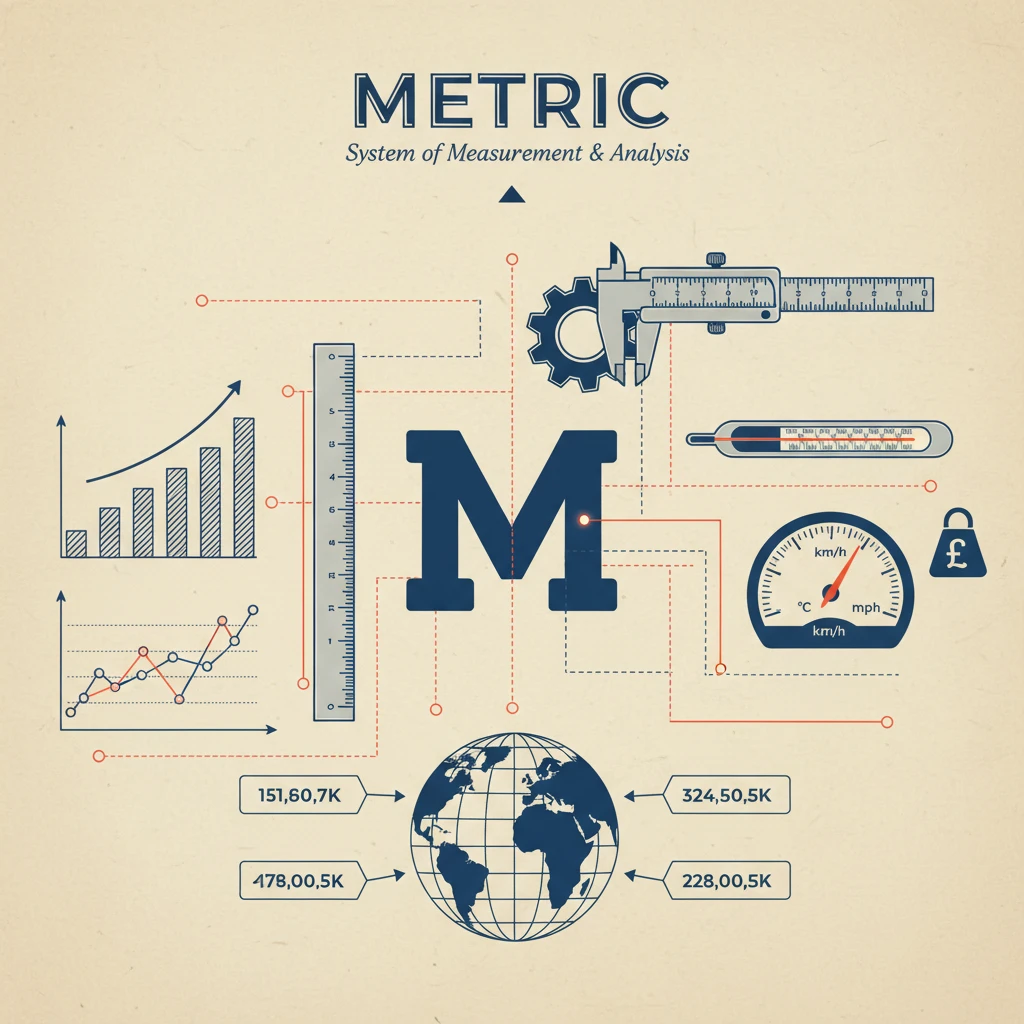 METRIC
System of Measurement & Analysis
M
km/h
°C
mph
km/h
£
151,60,7K
324,50,5K
478,00,5K
228,00,5K